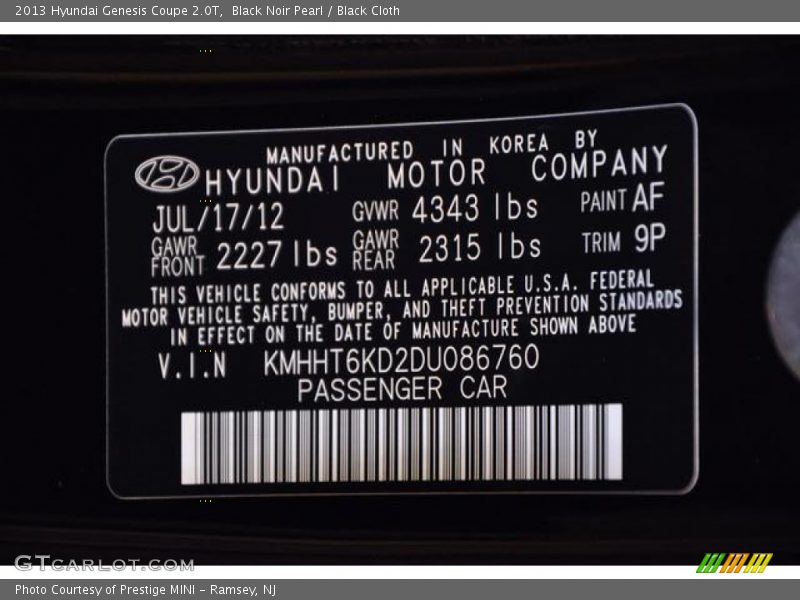 2013 Hyundai Genesis Coupe 2.0T,  Black Noir Pearl / Black Cloth
MANUFACTURED IN KOREA BY
HYUNDAI MOTOR COMPANY
JUL/17/12 GVWR 4343 lbs PAINT AF
GAWR FRONT 2227 lbs GAWR REAR 2315 lbs TRIM 9P
THIS VEHICLE CONFORMS TO ALL APPLICABLE U.S.A. FEDERAL
MOTOR VEHICLE SAFETY, BUMPER, AND THEFT PREVENTION STANDARDS
IN EFFECT ON THE DATE OF MANUFACTURE SHOWN ABOVE
V.I.N KMHHT6KD2DU086760
PASSENGER CAR
GTCARLOT.COM
Photo Courtesy of Prestige MINI – Ramsey, NJ